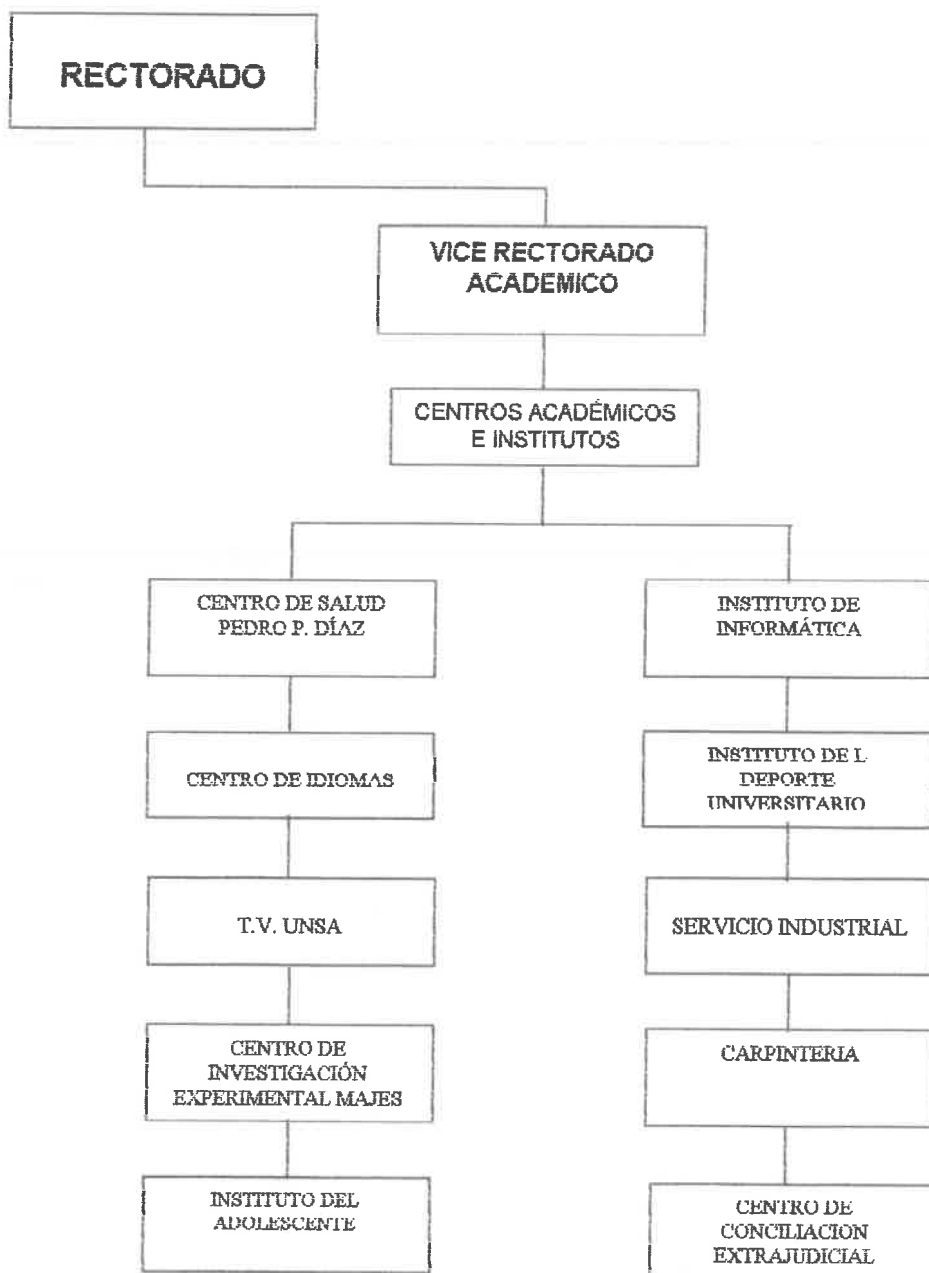 RECTORADO
VICE RECTORADO
ACADEMICO
CENTROS ACADÉMICOS
E INSTITUTOS
CENTRO DE SALUD
PEDRO P. DÍAZ
CENTRO DE IDIOMAS
T.V. UNSA
CENTRO DE
INVESTIGACIÓN
EXPERIMENTAL MAJES
INSTITUTO DEL
ADOLESCENTE
INSTITUTO DE
INFORMÁTICA
INSTITUTO DE L
DEPORTE
UNIVERSITARIO
SERVICIO INDUSTRIAL
CARPINTERIA
CENTRO DE
CONCILIACION
EXTRAJUDICIAL